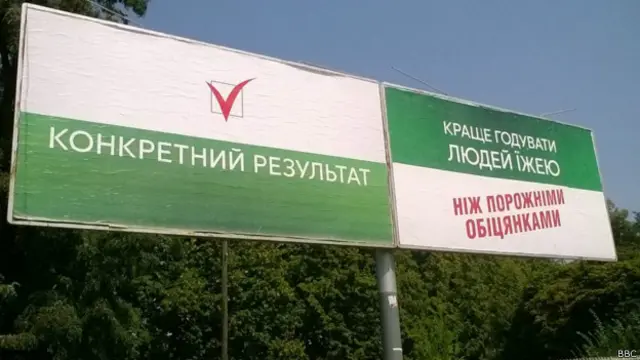 КОНКРЕТНИЙ РЕЗУЛЬТАТ
КРАЩЕ ГОДУВАТИ
ЛЮДЕЙ ЇЖЕЮ
НІЖ ПОРОЖНІМИ
ОБІЦЯНКАМИ
BBC